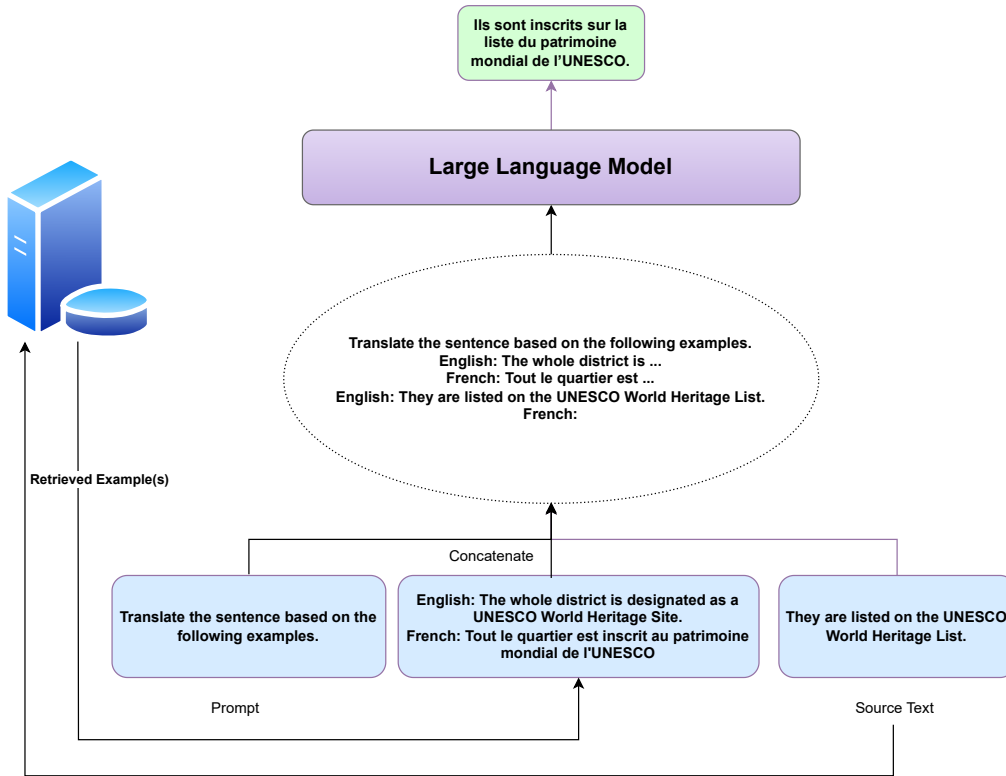 Ils sont inscrits sur la
liste du patrimoine
mondial de l'UNESCO.
Large Language Model
Translate the sentence based on the following examples.
English: The whole district is ...
French: Tout le quartier est ...
English: They are listed on the UNESCO World Heritage List.
French:
Retrieved Example(s)
Concatenate
Translate the sentence based on the
following examples.
English: The whole district is designated as a
UNESCO World Heritage Site.
French: Tout le quartier est inscrit au patrimoine
mondial de l'UNESCO
They are listed on the UNESCO
World Heritage List.
Prompt
Source Text